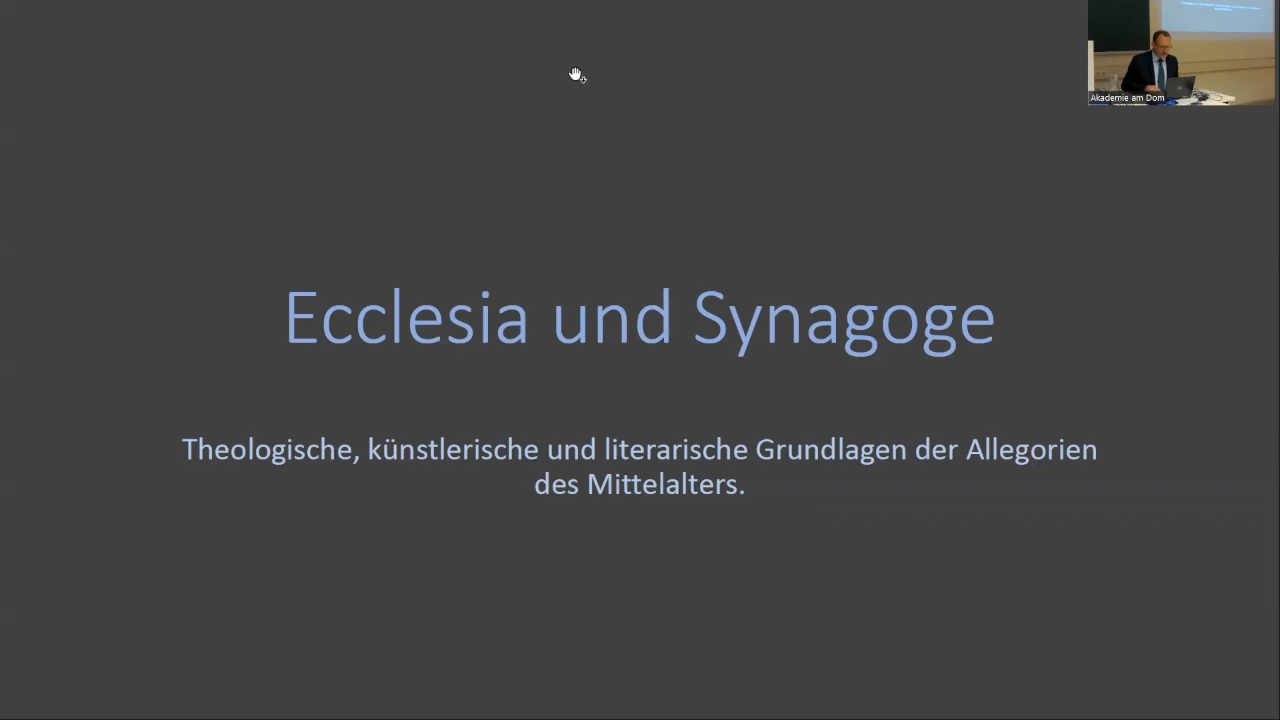 Akademie am Dom
Ecclesia und Synagoge
Theologische, künstlerische und literarische Grundlagen der Allegorien
des Mittelalters.